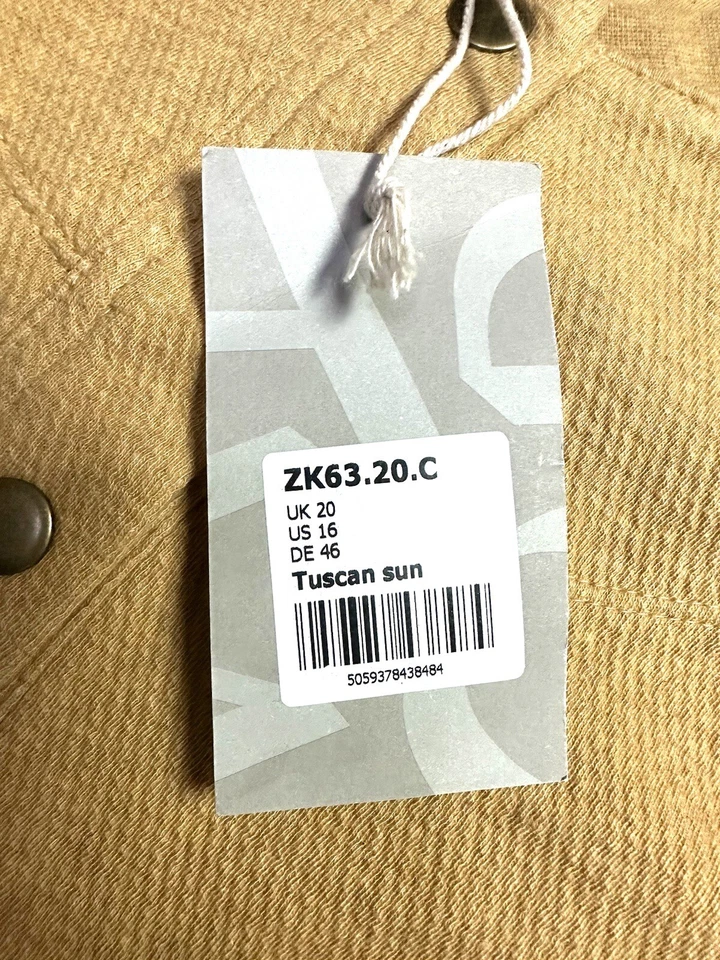 ZK63.20.C
UK 20
US 16
DE 46
Tuscan sun
5059378438484